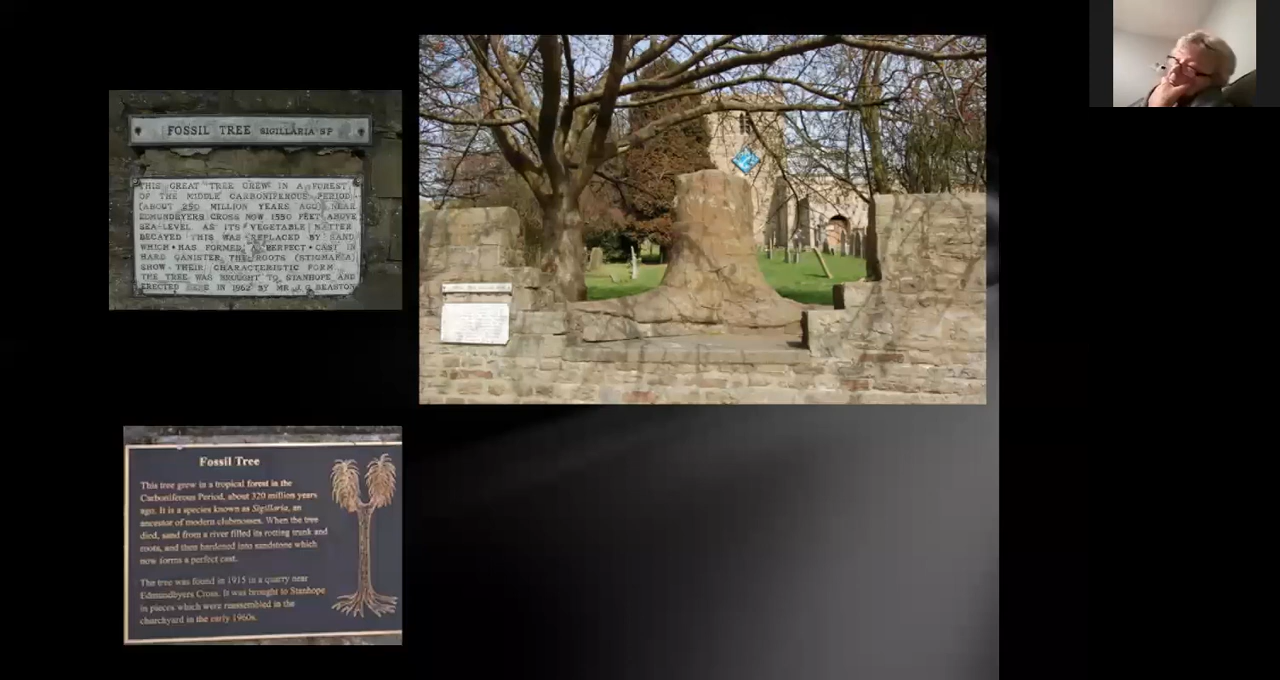 FOSSIL TREE SIGILLARIA SP
THIS GREAT TREE GREW IN A FOREST
OF THE MIDDLE CARBONIFEROUS PERIOD
(ABOUT 250 MILLION YEARS AGO) NEAR
EDMUNDBYERS CROSS NOW 1550 FEET ABOVE
SEA-LEVEL AS ITS VEGETABLE MATTER
DECAYED THIS WAS REPLACED BY SAND
WHICH HAS FORMED A PERFECT CAST IN
HARD GANISTER THE ROOTS (STIGMARIA)
SHOW THEIR CHARACTERISTIC FORM
THE TREE WAS BROUGHT TO STANHOPE AND
ERECTED HERE IN 1962 BY MR J.G BEASTON
Fossil Tree
This tree grew in a tropical forest in the
Carboniferous Period, about 320 million years
ago. It is a species known as Sigillaria, an
ancestor of modern clubmosses. When the tree
died, sand from a river filled its rotting trunk and
roots, and then hardened into sandstone which
now forms a perfect cast.
The tree was found in 1915 in a quarry near
Edmundbyers Cross. It was brought to Stanhope
in pieces which were reassembled in the
churchyard in the early 1960s.